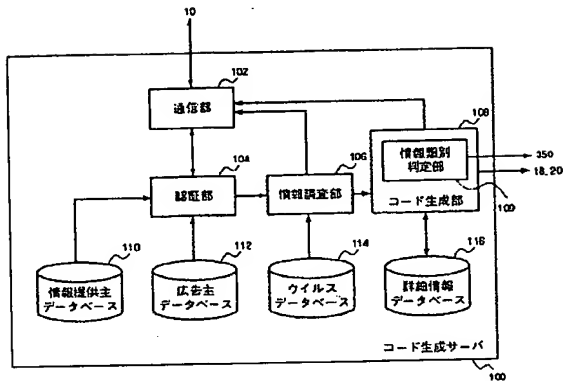 10
102
通信部
108
104
106
情報種別
判定部
350
認証部
情報調査部
18,20
109
コード生成部
110
112
114
116
情報提供主
データベース
広告主
データベース
ウイルス
データベース
詳細情報
データベース
コード生成サーバ
100